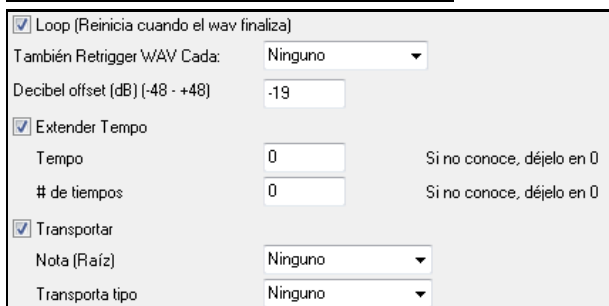 Loop (Reinicia cuando el wav finaliza)
También Retrigger WAV Cada: Ninguno
Decibel offset (dB) (-48 - +48) -19
Extender Tempo
Tempo 0 Si no conoce, déjelo en 0
# de tiempos 0 Si no conoce, déjelo en 0
Transportar
Nota (Raíz) Ninguno
Transporta tipo Ninguno